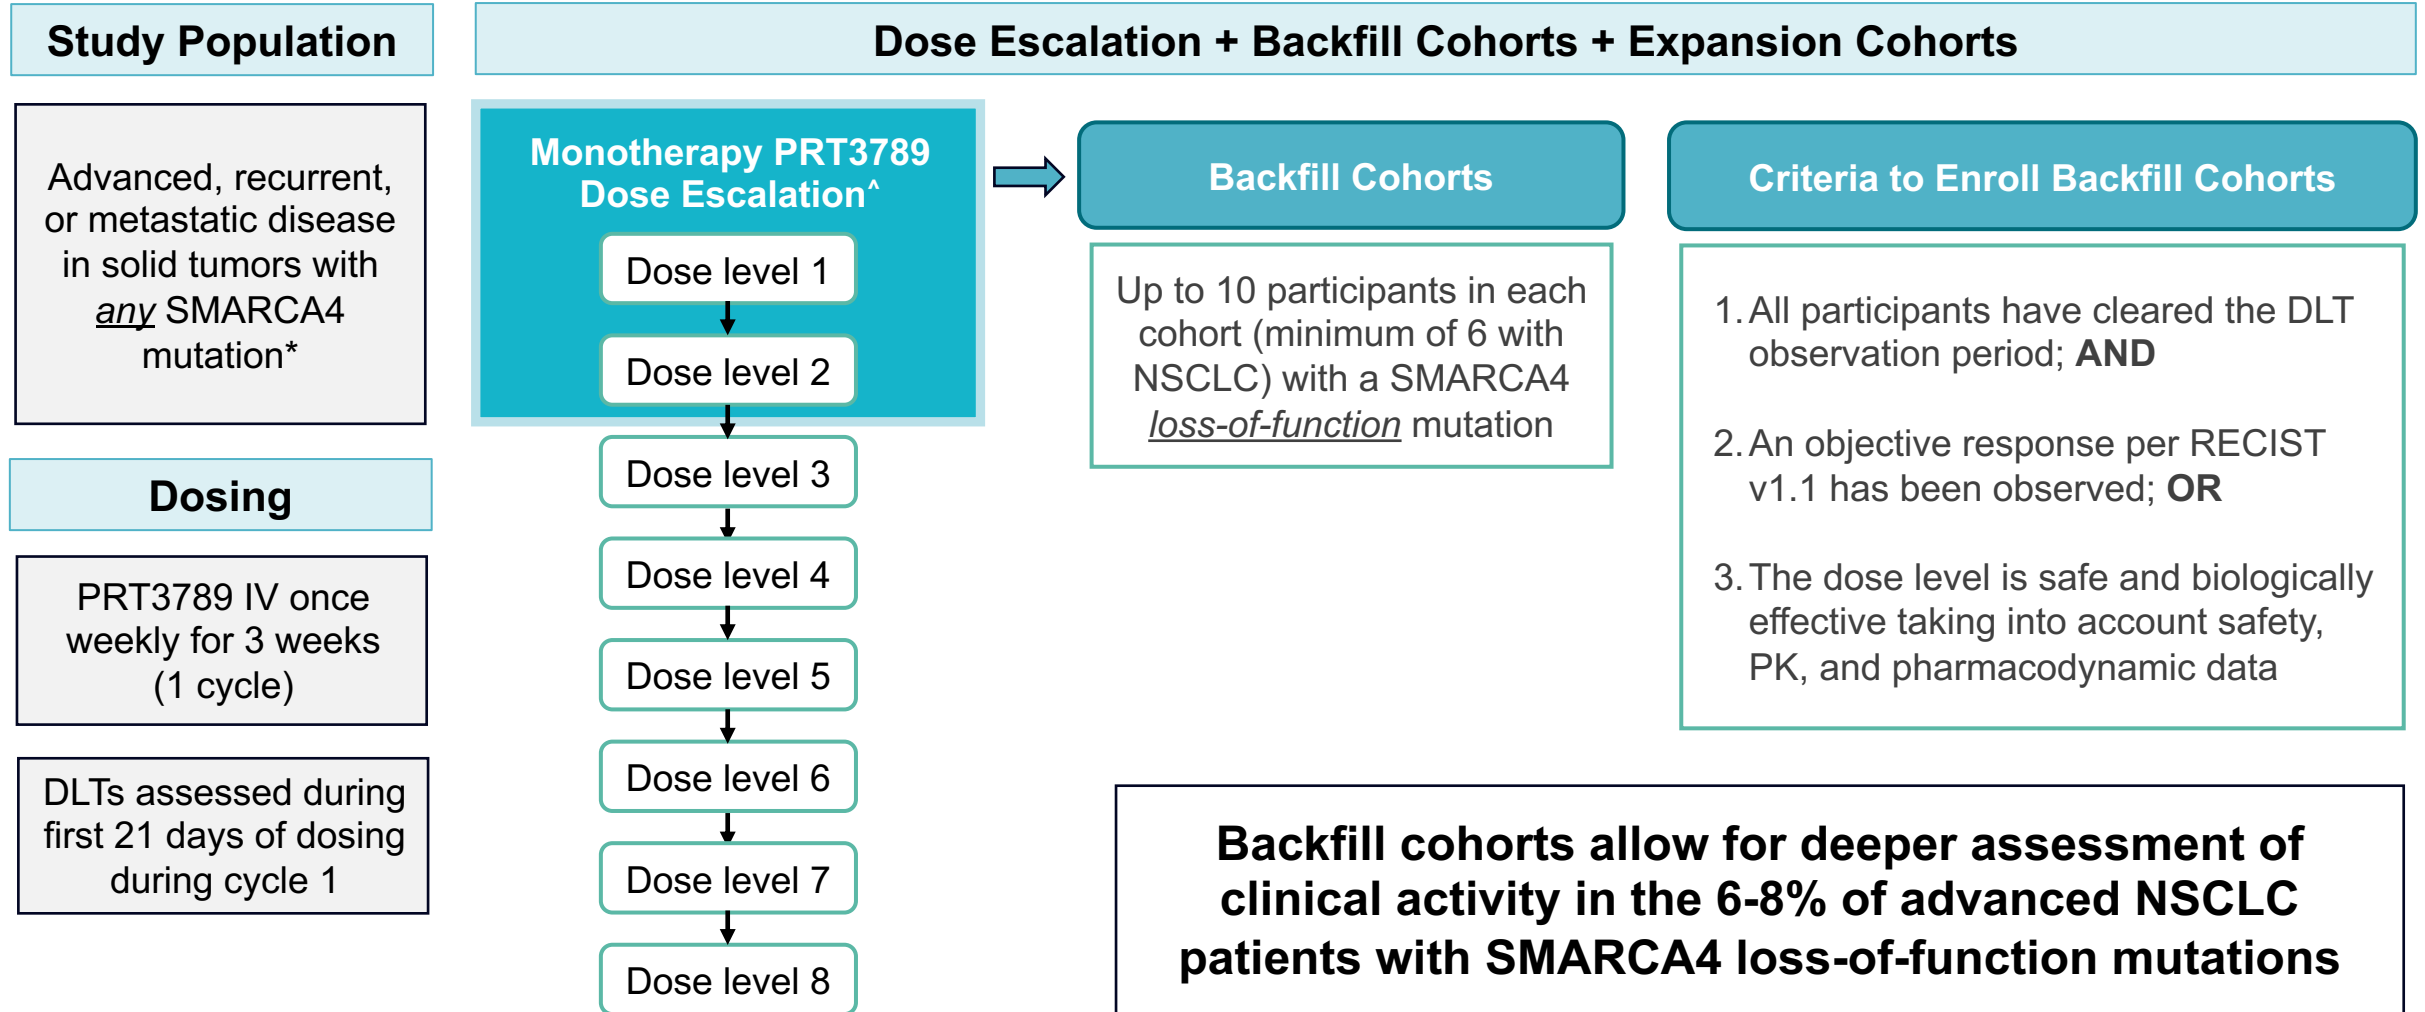 Study Population
Advanced, recurrent,
or metastatic disease
in solid tumors with
any SMARCA4
mutation*
Dosing
PRT3789 IV once
weekly for 3 weeks
(1 cycle)
DLTs assessed during
first 21 days of dosing
during cycle 1
Dose Escalation + Backfill Cohorts + Expansion Cohorts
Monotherapy PRT3789
Dose Escalation^
Dose level 1
Dose level 2
Dose level 3
Dose level 4
Dose level 5
Dose level 6
Dose level 7
Dose level 8
Backfill Cohorts
Up to 10 participants in each
cohort (minimum of 6 with
NSCLC) with a SMARCA4
loss-of-function mutation
Criteria to Enroll Backfill Cohorts
1. All participants have cleared the DLT
observation period; AND
2. An objective response per RECIST
v1.1 has been observed; OR
3. The dose level is safe and biologically
effective taking into account safety,
PK, and pharmacodynamic data
Backfill cohorts allow for deeper assessment of
clinical activity in the 6-8% of advanced NSCLC
patients with SMARCA4 loss-of-function mutations